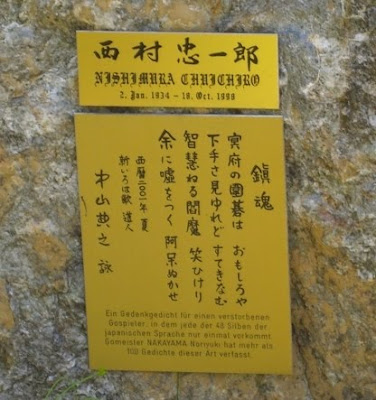 西村忠一郎
NISHIMURA CHUICHIRO
2. Jan. 1934 – 19. Oct. 1999
鎮魂
冥府の圍碁は おもしろや
下手さ見ゆれど すてきなむ
智慧ねる閻魔 笑ひけり
余に嘘をつく 阿呆ぬかせ
西暦二〇〇一年 夏
新いろは歌 道人
中山典之 詠
Ein Gedenkgedicht für einen verstorbenen
Gospieler, in dem jede der 48 Silben der
japanischen Sprache nur einmal vorkommt.
Gomeister NAKAYAMA Noriyuki hat mehr als
Gedichte dieser Art verfasst.